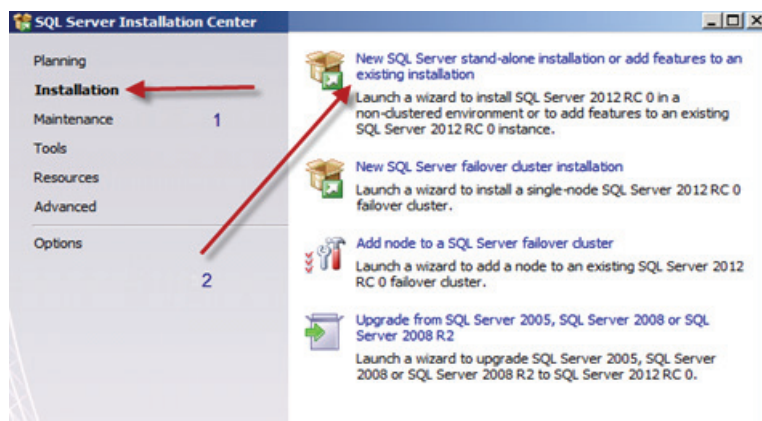 SQL Server Installation Center
Planning
Installation
Maintenance
1
Tools
Resources
Advanced
Options
2
New SQL Server stand-alone installation or add features to an
existing installation
Launch a wizard to install SQL Server 2012 RC 0 in a
non-clustered environment or to add features to an existing
SQL Server 2012 RC 0 instance.
New SQL Server failover cluster installation
Launch a wizard to install a single-node SQL Server 2012 RC 0
failover cluster.
Add node to a SQL Server failover cluster
Launch a wizard to add a node to an existing SQL Server 2012
RC 0 failover cluster.
Upgrade from SQL Server 2005, SQL Server 2008 or SQL
Server 2008 R2
Launch a wizard to upgrade SQL Server 2005, SQL Server
2008 or SQL Server 2008 R2 to SQL Server 2012 RC 0.